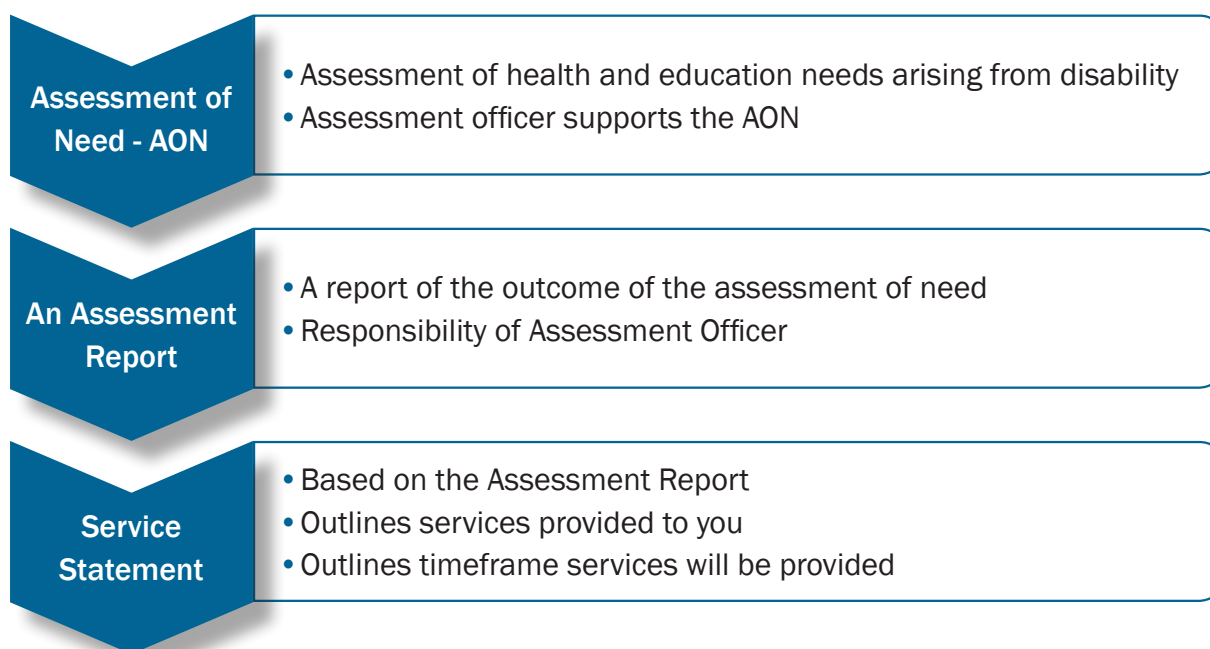 Assessment of
Need - AON
• Assessment of health and education needs arising from disability
• Assessment officer supports the AON
An Assessment
Report
• A report of the outcome of the assessment of need
• Responsibility of Assessment Officer
Service
Statement
• Based on the Assessment Report
• Outlines services provided to you
• Outlines timeframe services will be provided